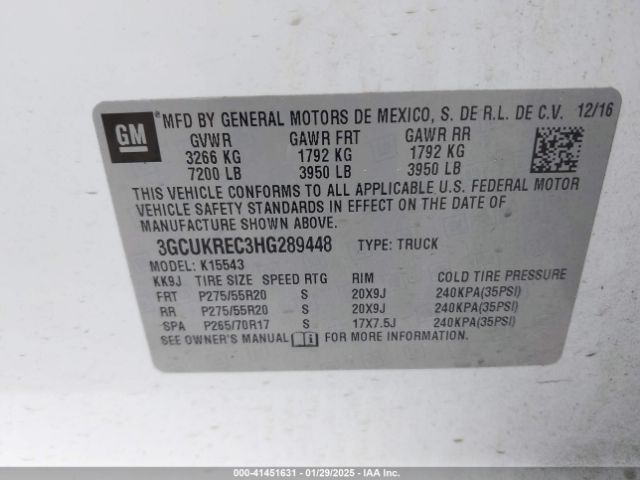 GM
® MFD BY GENERAL MOTORS DE MEXICO, S. DE R.L. DE C.V. 12/16
GVWR GAWR FRT GAWR RR
3266 KG 1792 KG 1792 KG
7200 LB 3950 LB 3950 LB
THIS VEHICLE CONFORMS TO ALL APPLICABLE U.S. FEDERAL MOTOR
VEHICLE SAFETY STANDARDS IN EFFECT ON THE DATE OF
MANUFACTURE SHOWN ABOVE.
3GCUKREC3HG289448 TYPE: TRUCK
MODEL: K15543
KK9J TIRE SIZE SPEED RTG RIM COLD TIRE PRESSURE
FRT P275/55R20 S 20X9J 240KPA(35PSI)
RR P275/55R20 S 20X9J 240KPA(35PSI)
SPA P265/70R17 S 17X7.5J 240KPA(35PSI)
SEE OWNER'S MANUAL FOR MORE INFORMATION.
000-41451631 - 01/29/2025 - IAA Inc.